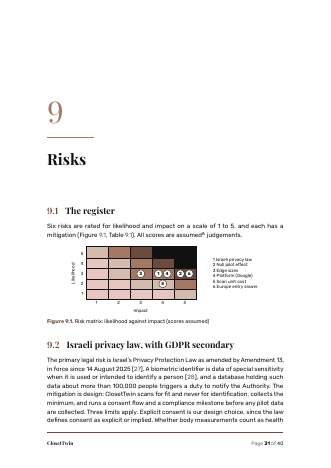 9
Risks
9.1 The register
Six risks are rated for likelihood and impact on a scale of 1 to 5, and each has a
mitigation (Figure 9.1, Table 9.1). All scores are assumed judgements.
Likelihood
5
4
3
2
1
1 2 3 4 5
Impact
1 Israeli privacy law
2 Null pilot effect
3 Edge sizes
4 Platform (Google)
5 Scan unit cost
6 Europe entry slower
Figure 9.1. Risk matrix: likelihood against impact (scores assumed)
9.2 Israeli privacy law, with GDPR secondary
The primary legal risk is Israel's Privacy Protection Law as amended by Amendment 13,
in force since 14 August 2025 [27]. A biometric identifier is data of special sensitivity
when it is used or intended to identify a person [28], and a database holding such
data about more than 100,000 people triggers a duty to notify the Authority. The
mitigation is design: ClosetTwin scans for fit and never for identification, collects the
minimum, and runs a consent flow and a compliance milestone before any pilot data
are collected. Three limits apply. Explicit consent is our design choice, since the law
defines consent as explicit or implied. Whether body measurements count as health
ClosetTwin
Page 31 of 40